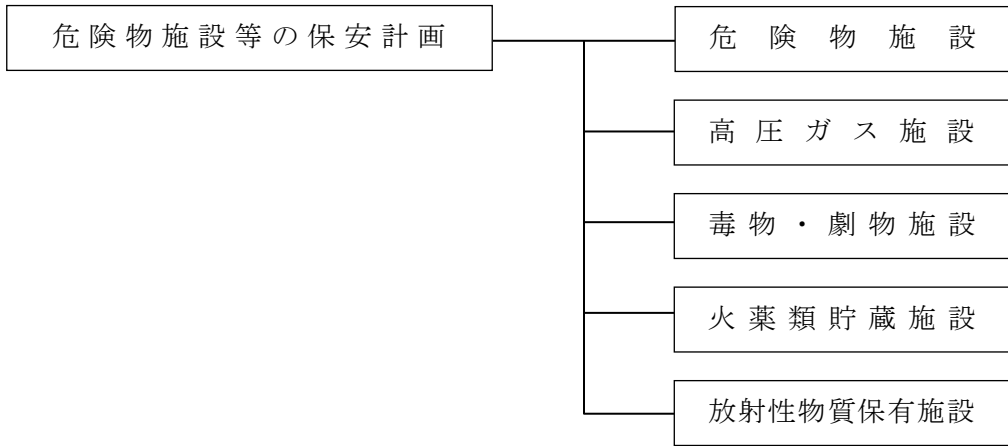 危険物施設等の保安計画
危険物施設
高圧ガス施設
毒物・劇物施設
火薬類貯蔵施設
放射性物質保有施設